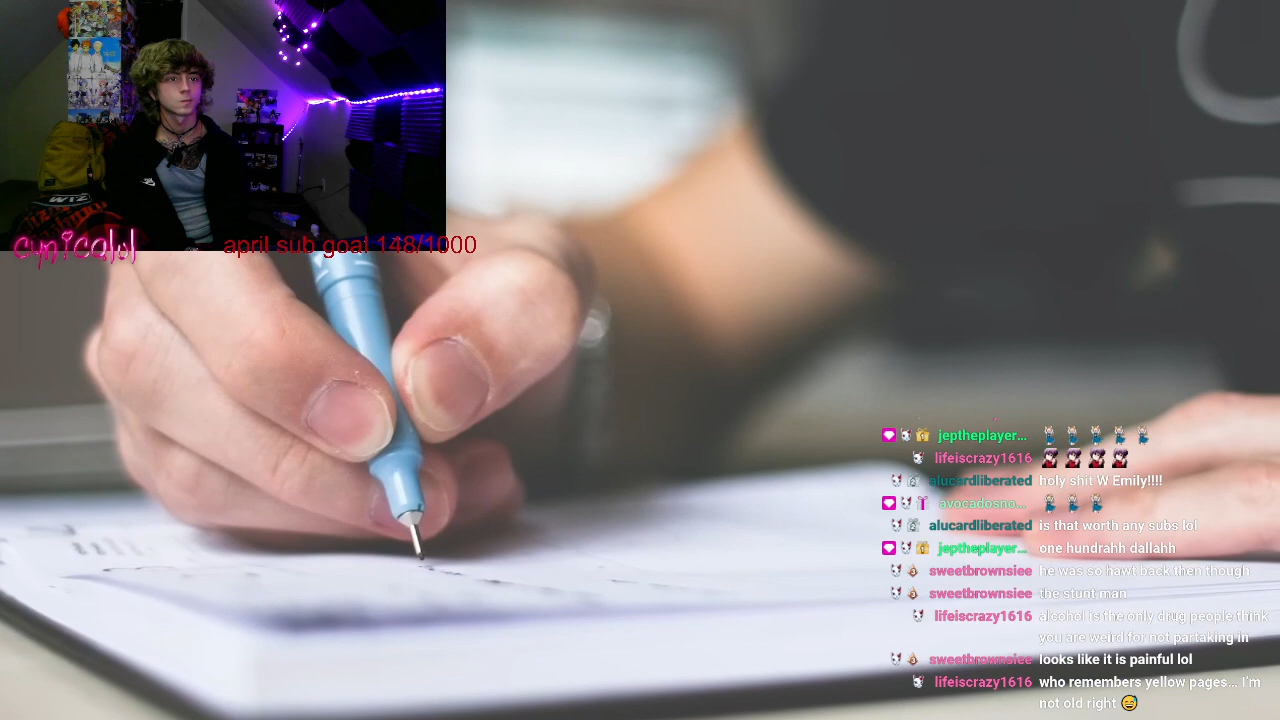 WIZ
cynicalol
april sub goal 148/1000
jeptheplayer...
lifeiscrazy1616
alucardliberated holy shit W Emily!!!!
avocadosno...
alucardliberated is that worth any subs lol
jeptheplayer... one hundrahh dallahh
sweetbrownsiee he was so hawt back then though
sweetbrownsiee the stunt man
lifeiscrazy1616 alcohol is the only drug people think
you are weird for not partaking in
sweetbrownsiee looks like it is painful lol
lifeiscrazy1616 who remembers yellow pages... I'm
not old right 😅